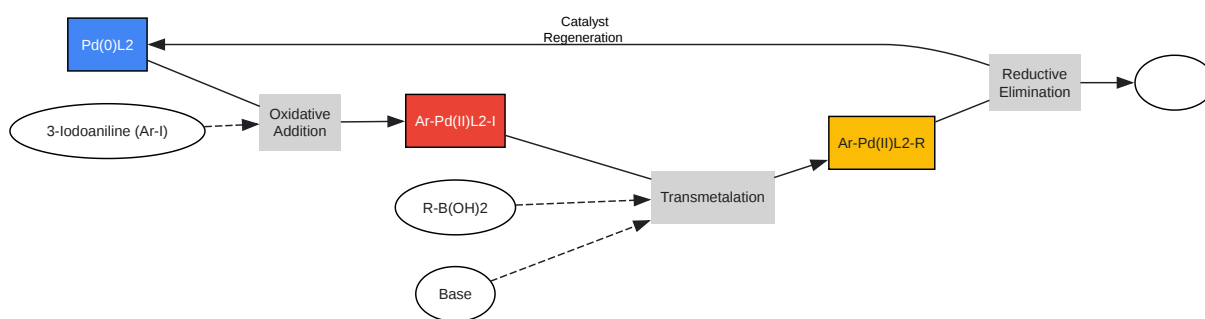 Catalyst
Regeneration
Pd(0)L2
3-Iodoaniline (Ar-I)
Oxidative
Addition
Ar-Pd(II)L2-I
R-B(OH)2
Base
Transmetalation
Ar-Pd(II)L2-R
Reductive
Elimination